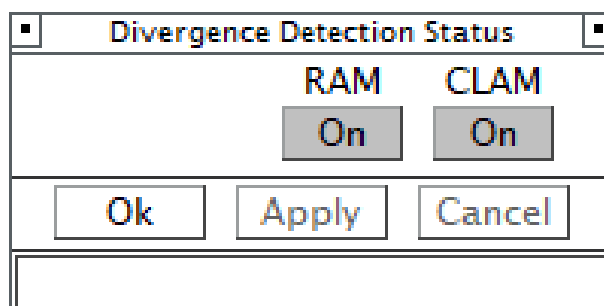 Divergence Detection Status
RAM CLAM
On On
Ok Apply Cancel